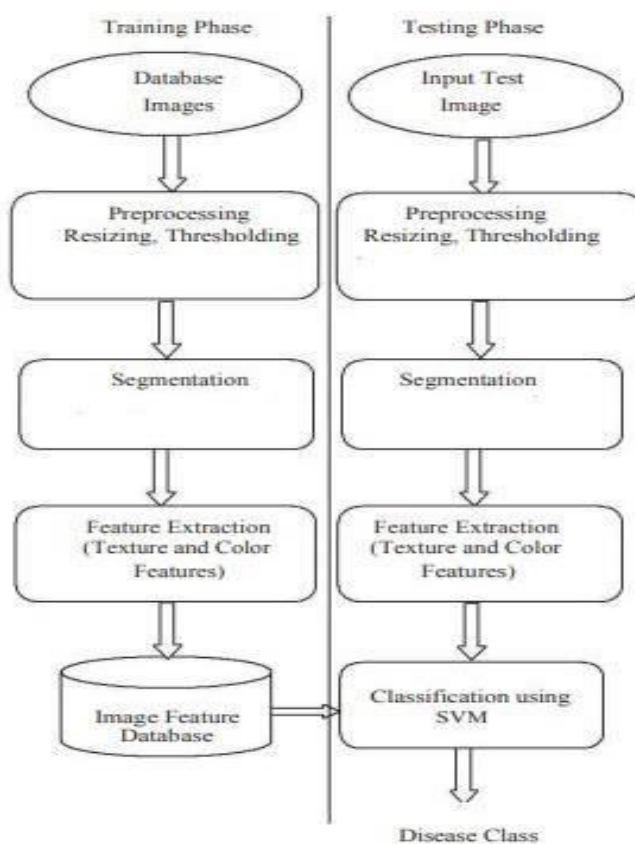 Training Phase
Database
Images
Preprocessing
Resizing, Thresholding
Segmentation
Feature Extraction
(Texture and Color
Features)
Image Feature
Database
Testing Phase
Input Test
Image
Preprocessing
Resizing, Thresholding
Segmentation
Feature Extraction
(Texture and Color
Features)
Classification using
SVM
Disease Class